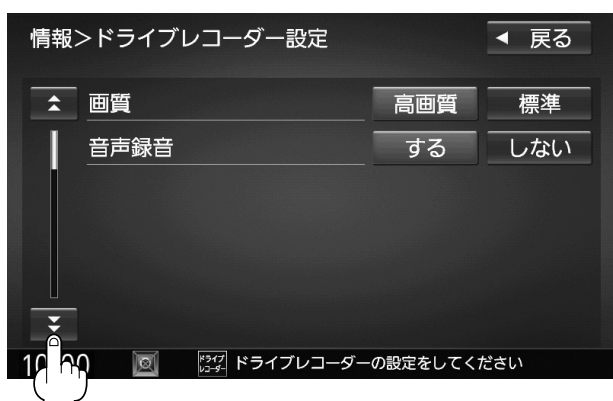 情報>ドライブレコーダー設定
◀ 戻る
画質
高画質
標準
音声録音
する
しない
ドライブレコーダー
ドライブレコーダーの設定をしてください